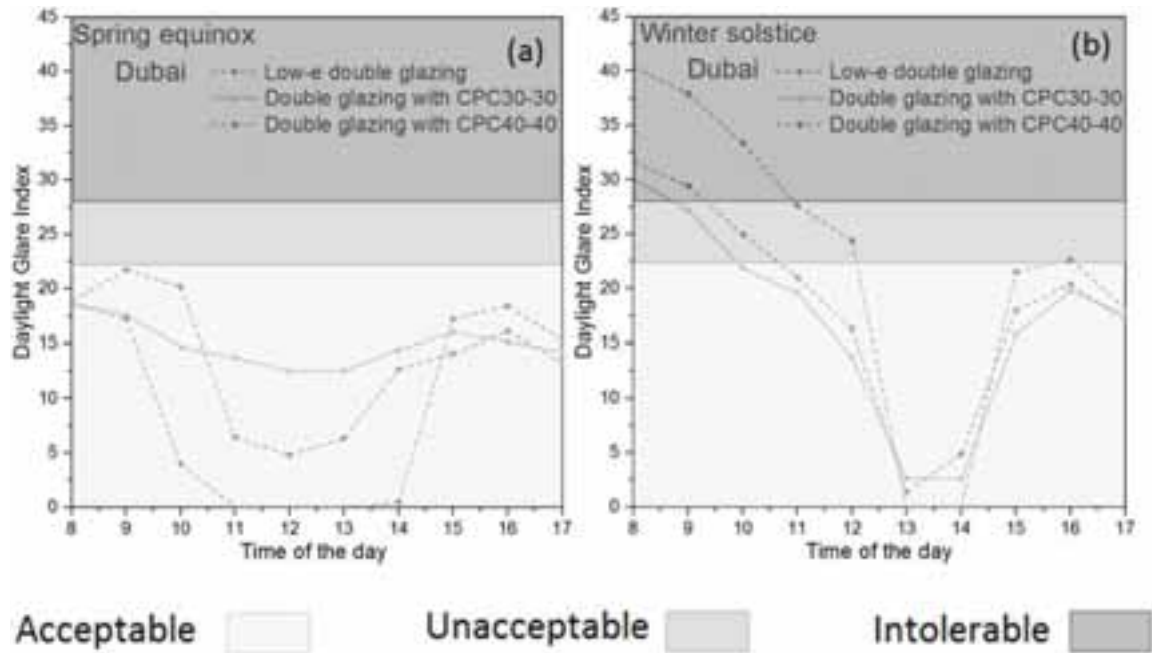 Spring equinox
(a)
Dubai
Low-e double glazing
Double glazing with CPC30-30
Double glazing with CPC40-40
Daylight Glare Index
45
40
35
30
25
20
15
10
5
0
8 9 10 11 12 13 14 15 16 17
Time of the day
Winter solstice
(b)
Dubai
Low-e double glazing
Double glazing with CPC30-30
Double glazing with CPC40-40
Daylight Glare Index
45
40
35
30
25
20
15
10
5
0
8 9 10 11 12 13 14 15 16 17
Time of the day
Acceptable Unacceptable Intolerable